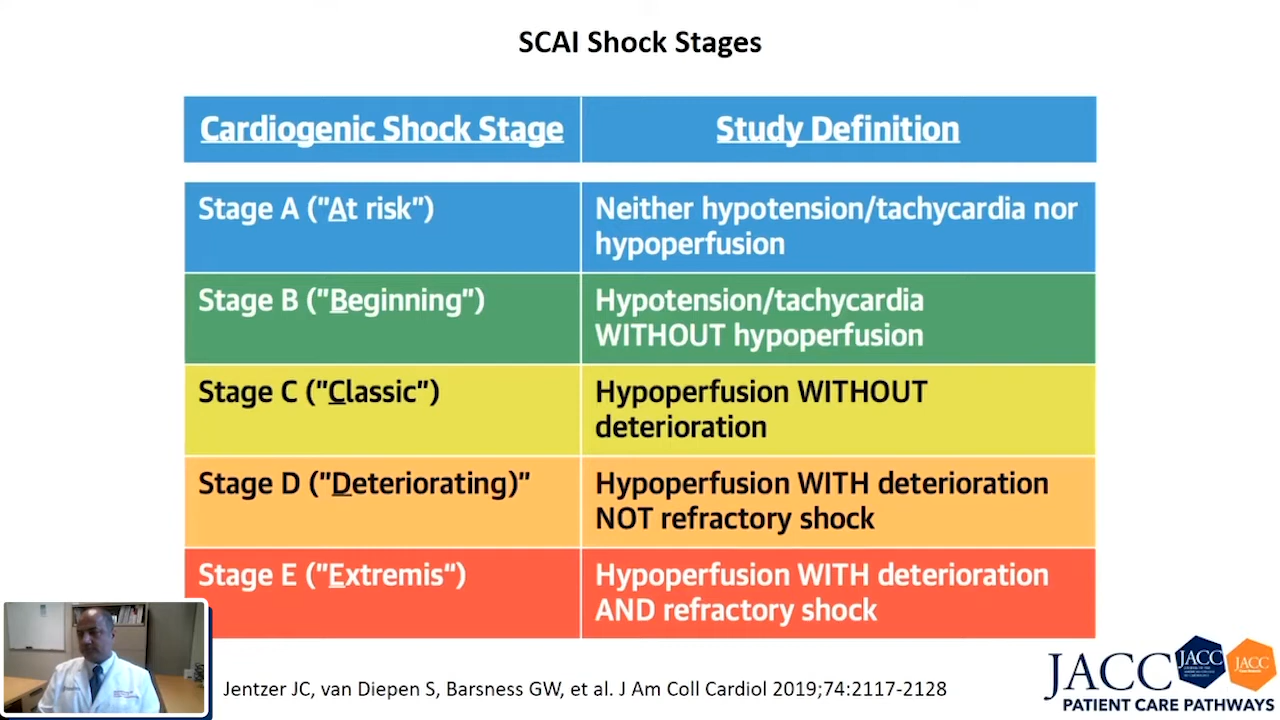 SCAI Shock Stages
Cardiogenic Shock Stage
Study Definition
Stage A ("At risk")
Neither hypotension/tachycardia nor
hypoperfusion
Stage B ("Beginning")
Hypotension/tachycardia
WITHOUT hypoperfusion
Stage C ("Classic")
Hypoperfusion WITHOUT
deterioration
Stage D ("Deteriorating)"
Hypoperfusion WITH deterioration
NOT refractory shock
Stage E ("Extremis")
Hypoperfusion WITH deterioration
AND refractory shock
Jentzer JC, van Diepen S, Barsness GW, et al. J Am Coll Cardiol 2019;74:2117-2128
JACC
JACC
JACC
PATIENT CARE PATHWAYS